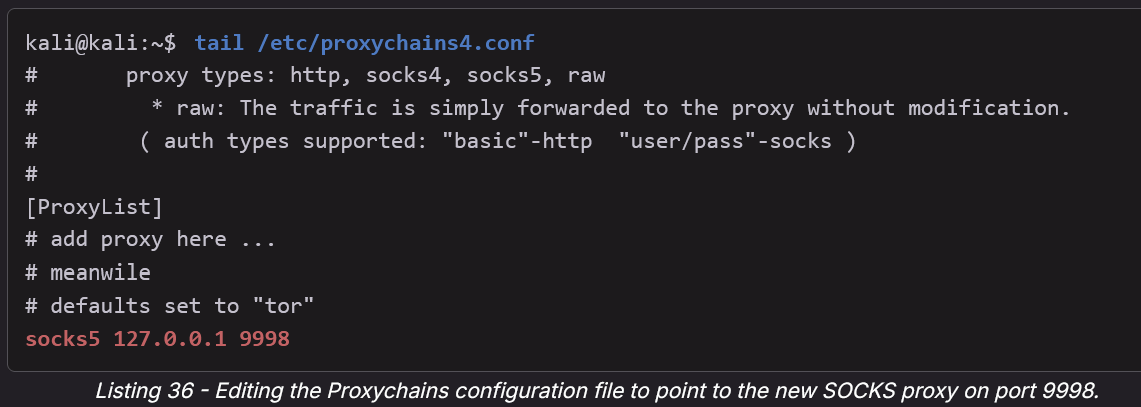 kali@kali:~$ tail /etc/proxychains4.conf
#       proxy types: http, socks4, socks5, raw
#         * raw: The traffic is simply forwarded to the proxy without modification.
#        ( auth types supported: "basic"-http  "user/pass"-socks )
#
[ProxyList]
# add proxy here ...
# meanwile
# defaults set to "tor"
socks5 127.0.0.1 9998
Listing 36 - Editing the Proxychains configuration file to point to the new SOCKS proxy on port 9998.